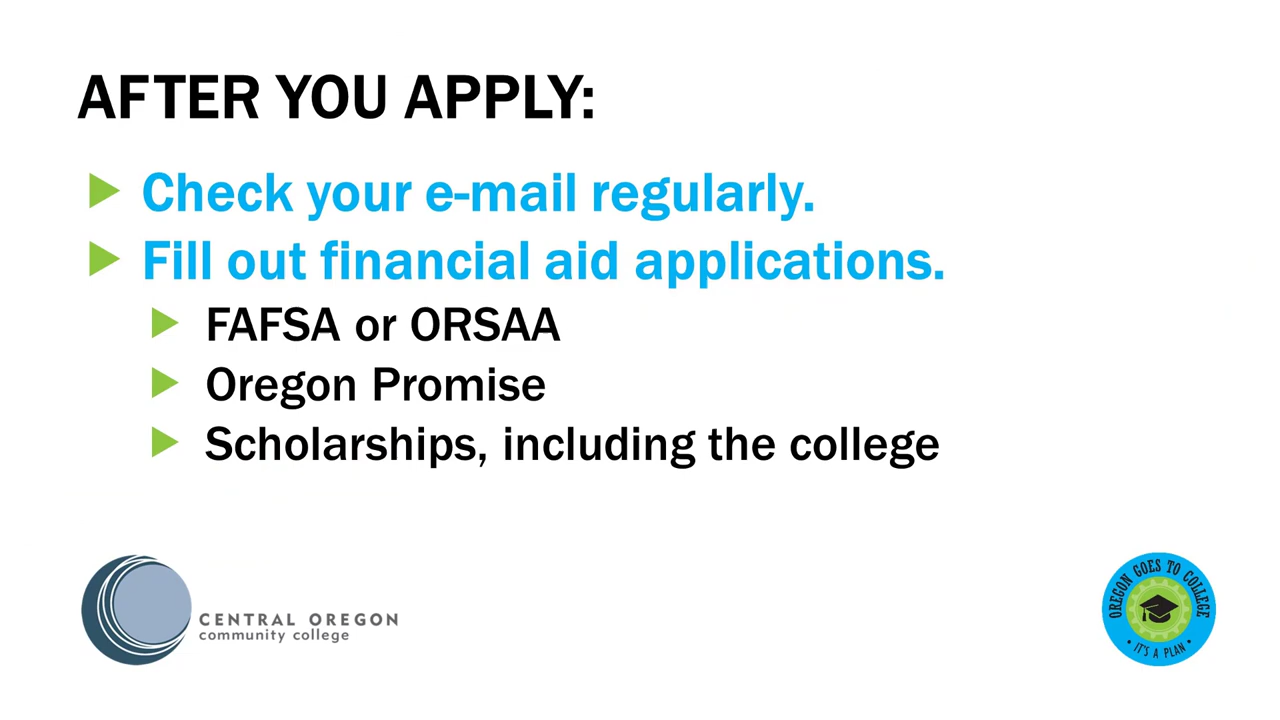 AFTER YOU APPLY:
Check your e-mail regularly.
Fill out financial aid applications.
FAFSA or ORSAA
Oregon Promise
Scholarships, including the college
CENTRAL OREGON
community college
OREGON GOES TO COLLEGE
• IT'S A PLAN •